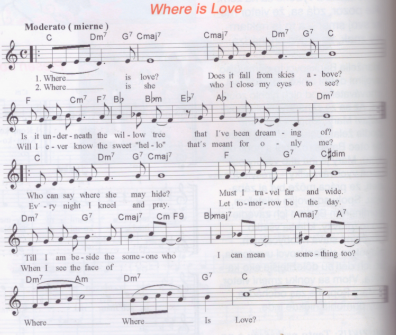 Where is Love
Moderato ( mierne )
C Dm7 G7 Cmaj7 Cmaj7 Dm7 G7 C
1. Where is love? Does it fall from skies a - bove?
2. Where is she who I close my eyes to see?
F Cm7 F7 Bb Bbm Eb7 Ab Dm7
Is it un - der - neath the wil - low tree that I've been dream - ing of?
Will I e - ver know the sweet "hel - lo" that's meant for o - nly me?
C Dm7 G7 Cmaj7 F G7 C#dim
Who can say where she may hide? Must I tra - vel far and wide.
Ev' - ry night I kneel and pray. Let to - mor - row be the day.
Dm7 G7 Cmaj7 Cm F9 Bbmaj7 Amaj7 A7
Till I am be - side the some - one who I can mean some - thing too?
When I see the face of
Dm7 Am Dm7 G7 C
Where Where Is Love?